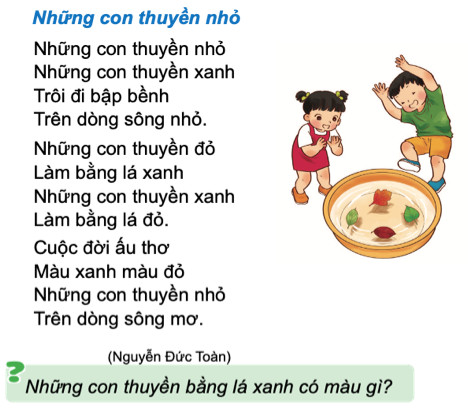 Những con thuyền nhỏ
Những con thuyền nhỏ
Những con thuyền xanh
Trôi đi bập bềnh
Trên dòng sông nhỏ.
Những con thuyền đỏ
Làm bằng lá xanh
Những con thuyền xanh
Làm bằng lá đỏ.
Cuộc đời ấu thơ
Màu xanh màu đỏ
Những con thuyền nhỏ
Trên dòng sông mơ.
(Nguyễn Đức Toàn)
? Những con thuyền bằng lá xanh có màu gì?